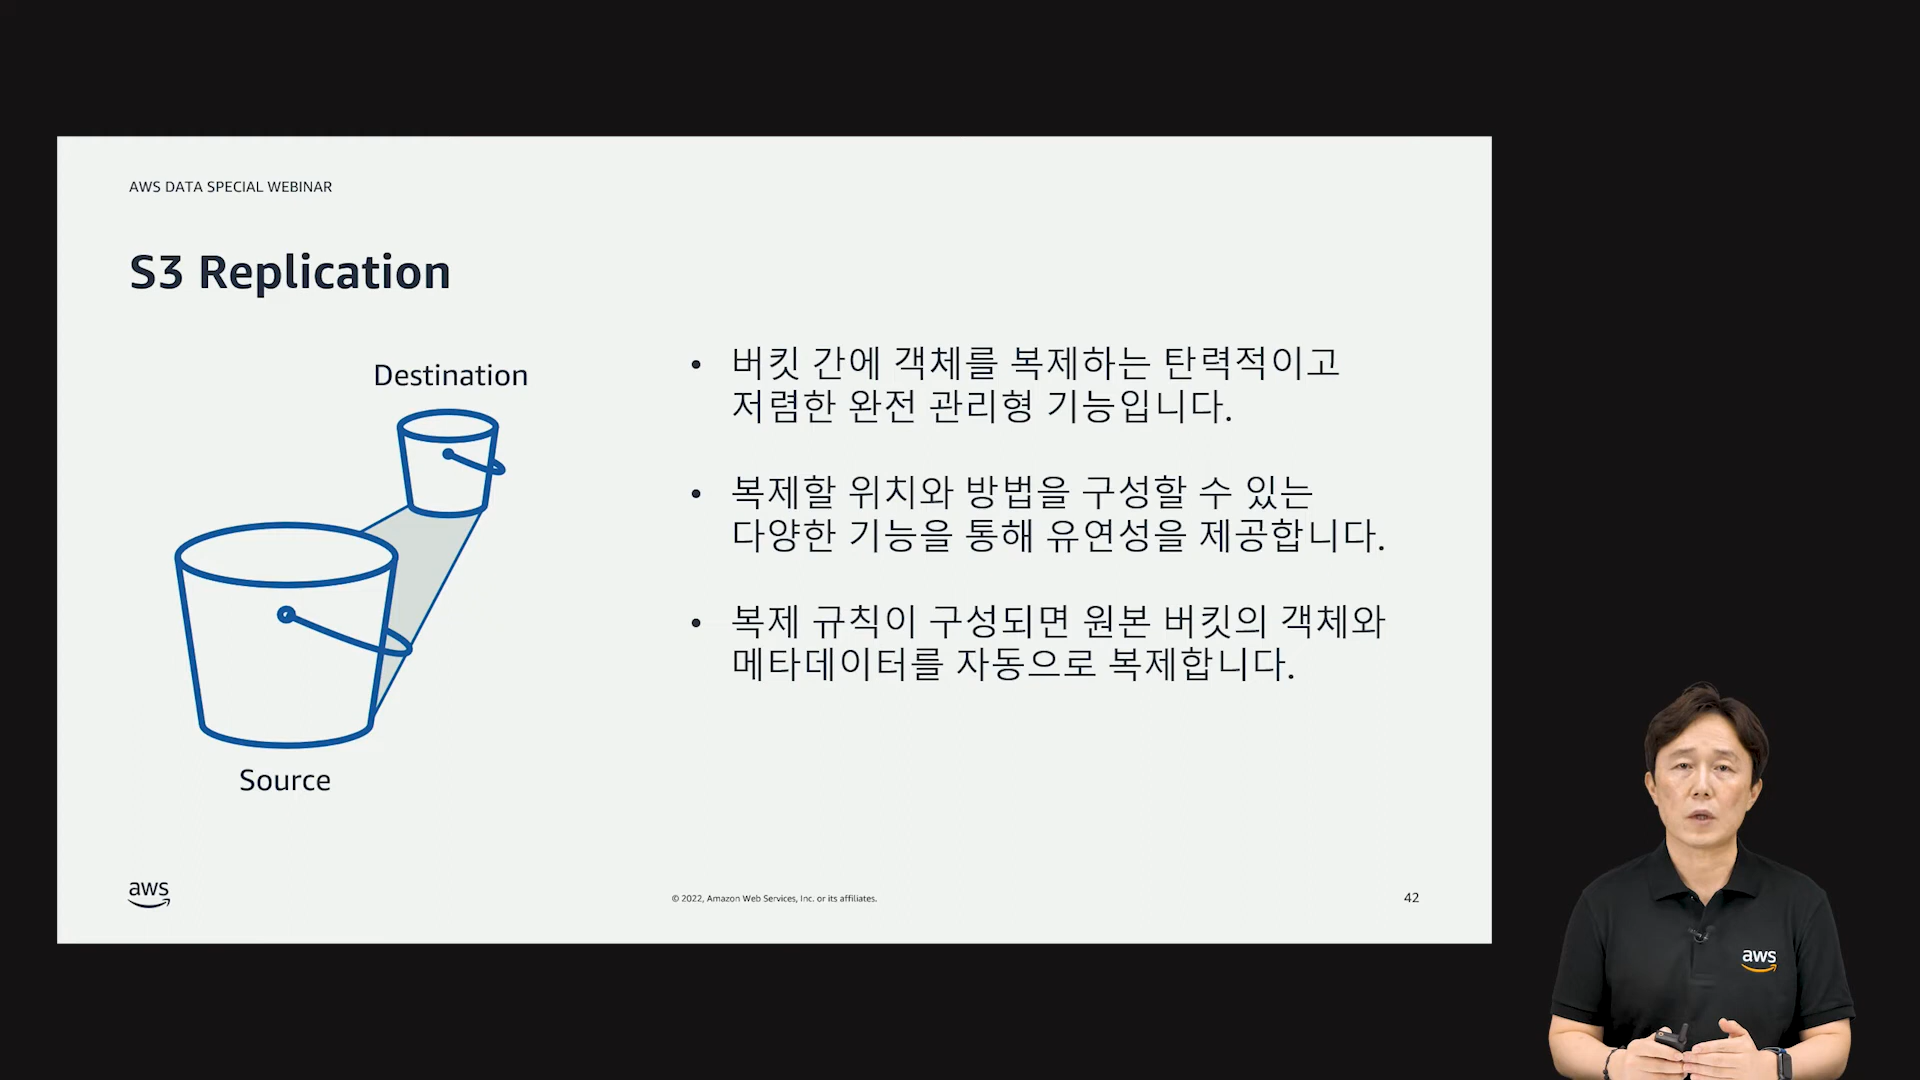 AWS DATA SPECIAL WEBINAR
S3 Replication
Destination
Source
• 버킷 간에 객체를 복제하는 탄력적이고
저렴한 완전 관리형 기능입니다.
• 복제할 위치와 방법을 구성할 수 있는
다양한 기능을 통해 유연성을 제공합니다.
• 복제 규칙이 구성되면 원본 버킷의 객체와
메타데이터를 자동으로 복제합니다.
aws
© 2022, Amazon Web Services, Inc. or its affiliates.
42
aws